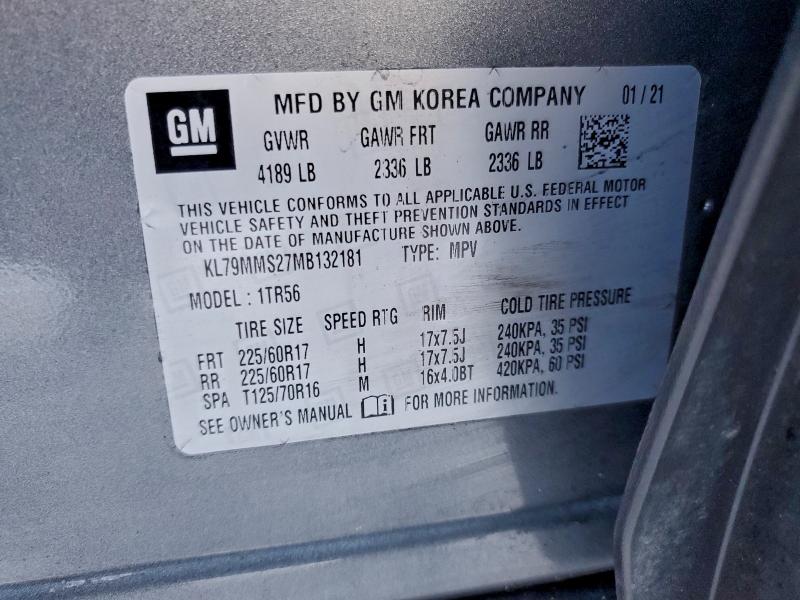 GM
MFD BY GM KOREA COMPANY 01 / 21
GVWR GAWR FRT GAWR RR
4189 LB 2336 LB 2336 LB
THIS VEHICLE CONFORMS TO ALL APPLICABLE U.S. FEDERAL MOTOR
VEHICLE SAFETY AND THEFT PREVENTION STANDARDS IN EFFECT
ON THE DATE OF MANUFACTURE SHOWN ABOVE.
KL79MMS27MB132181 TYPE: MPV
MODEL : 1TR56
TIRE SIZE SPEED RTG RIM COLD TIRE PRESSURE
FRT 225/60R17 H 17x7.5J 240KPA, 35 PSI
RR 225/60R17 H 17x7.5J 240KPA, 35 PSI
SPA T125/70R16 M 16x4.0BT 420KPA, 60 PSI
SEE OWNER'S MANUAL FOR MORE INFORMATION.